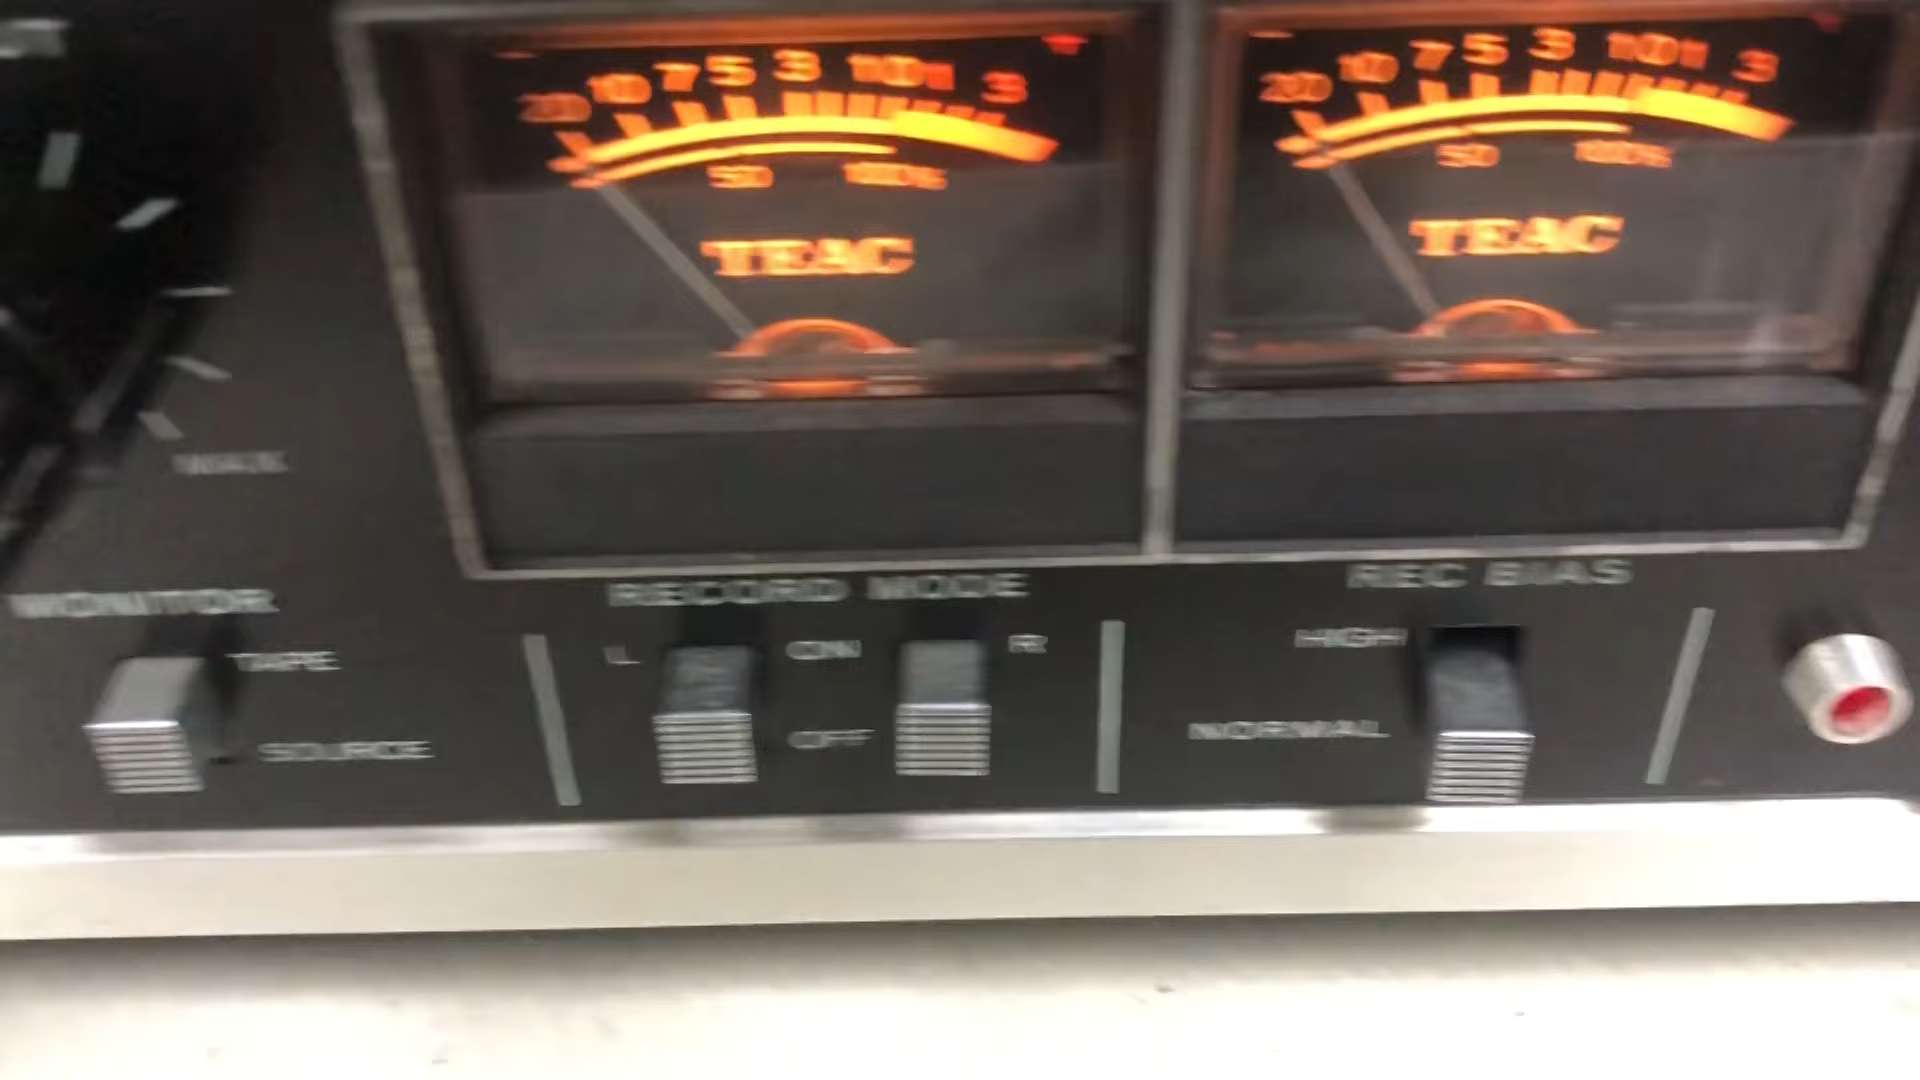 20 10 7 5 3 1 0 1 3
50 100%
TEAC
20 10 7 5 3 1 0 1 3
50 100%
TEAC
MAX
MONITOR
TAPE
SOURCE
RECORD MODE
L ON R
OFF
REC BIAS
HIGH
NORMAL